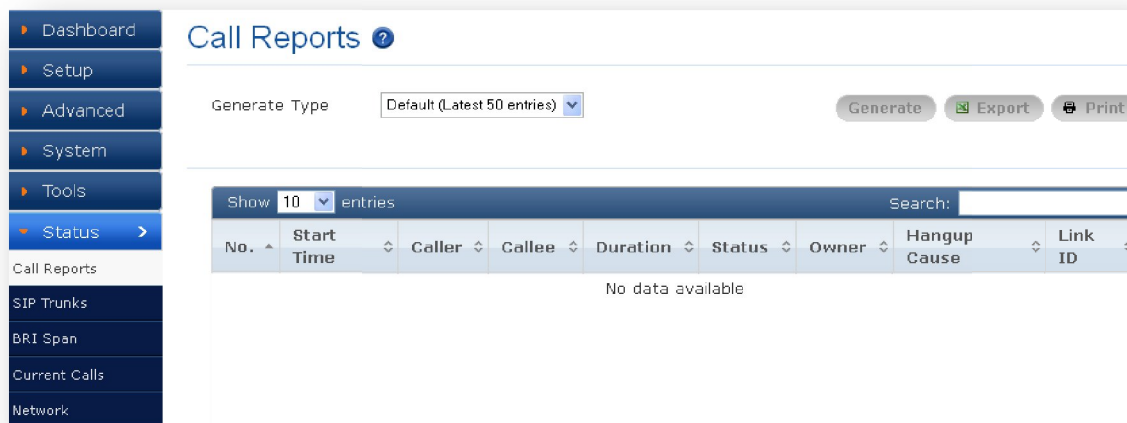 Dashboard
Setup
Advanced
System
Tools
Status
Call Reports
SIP Trunks
BRI Span
Current Calls
Network
Call Reports ?
Generate Type Default (Latest 50 entries) Generate Export Print
Show 10 entries Search:
No. Start Time Caller Callee Duration Status Owner Hangup Cause Link ID
No data available